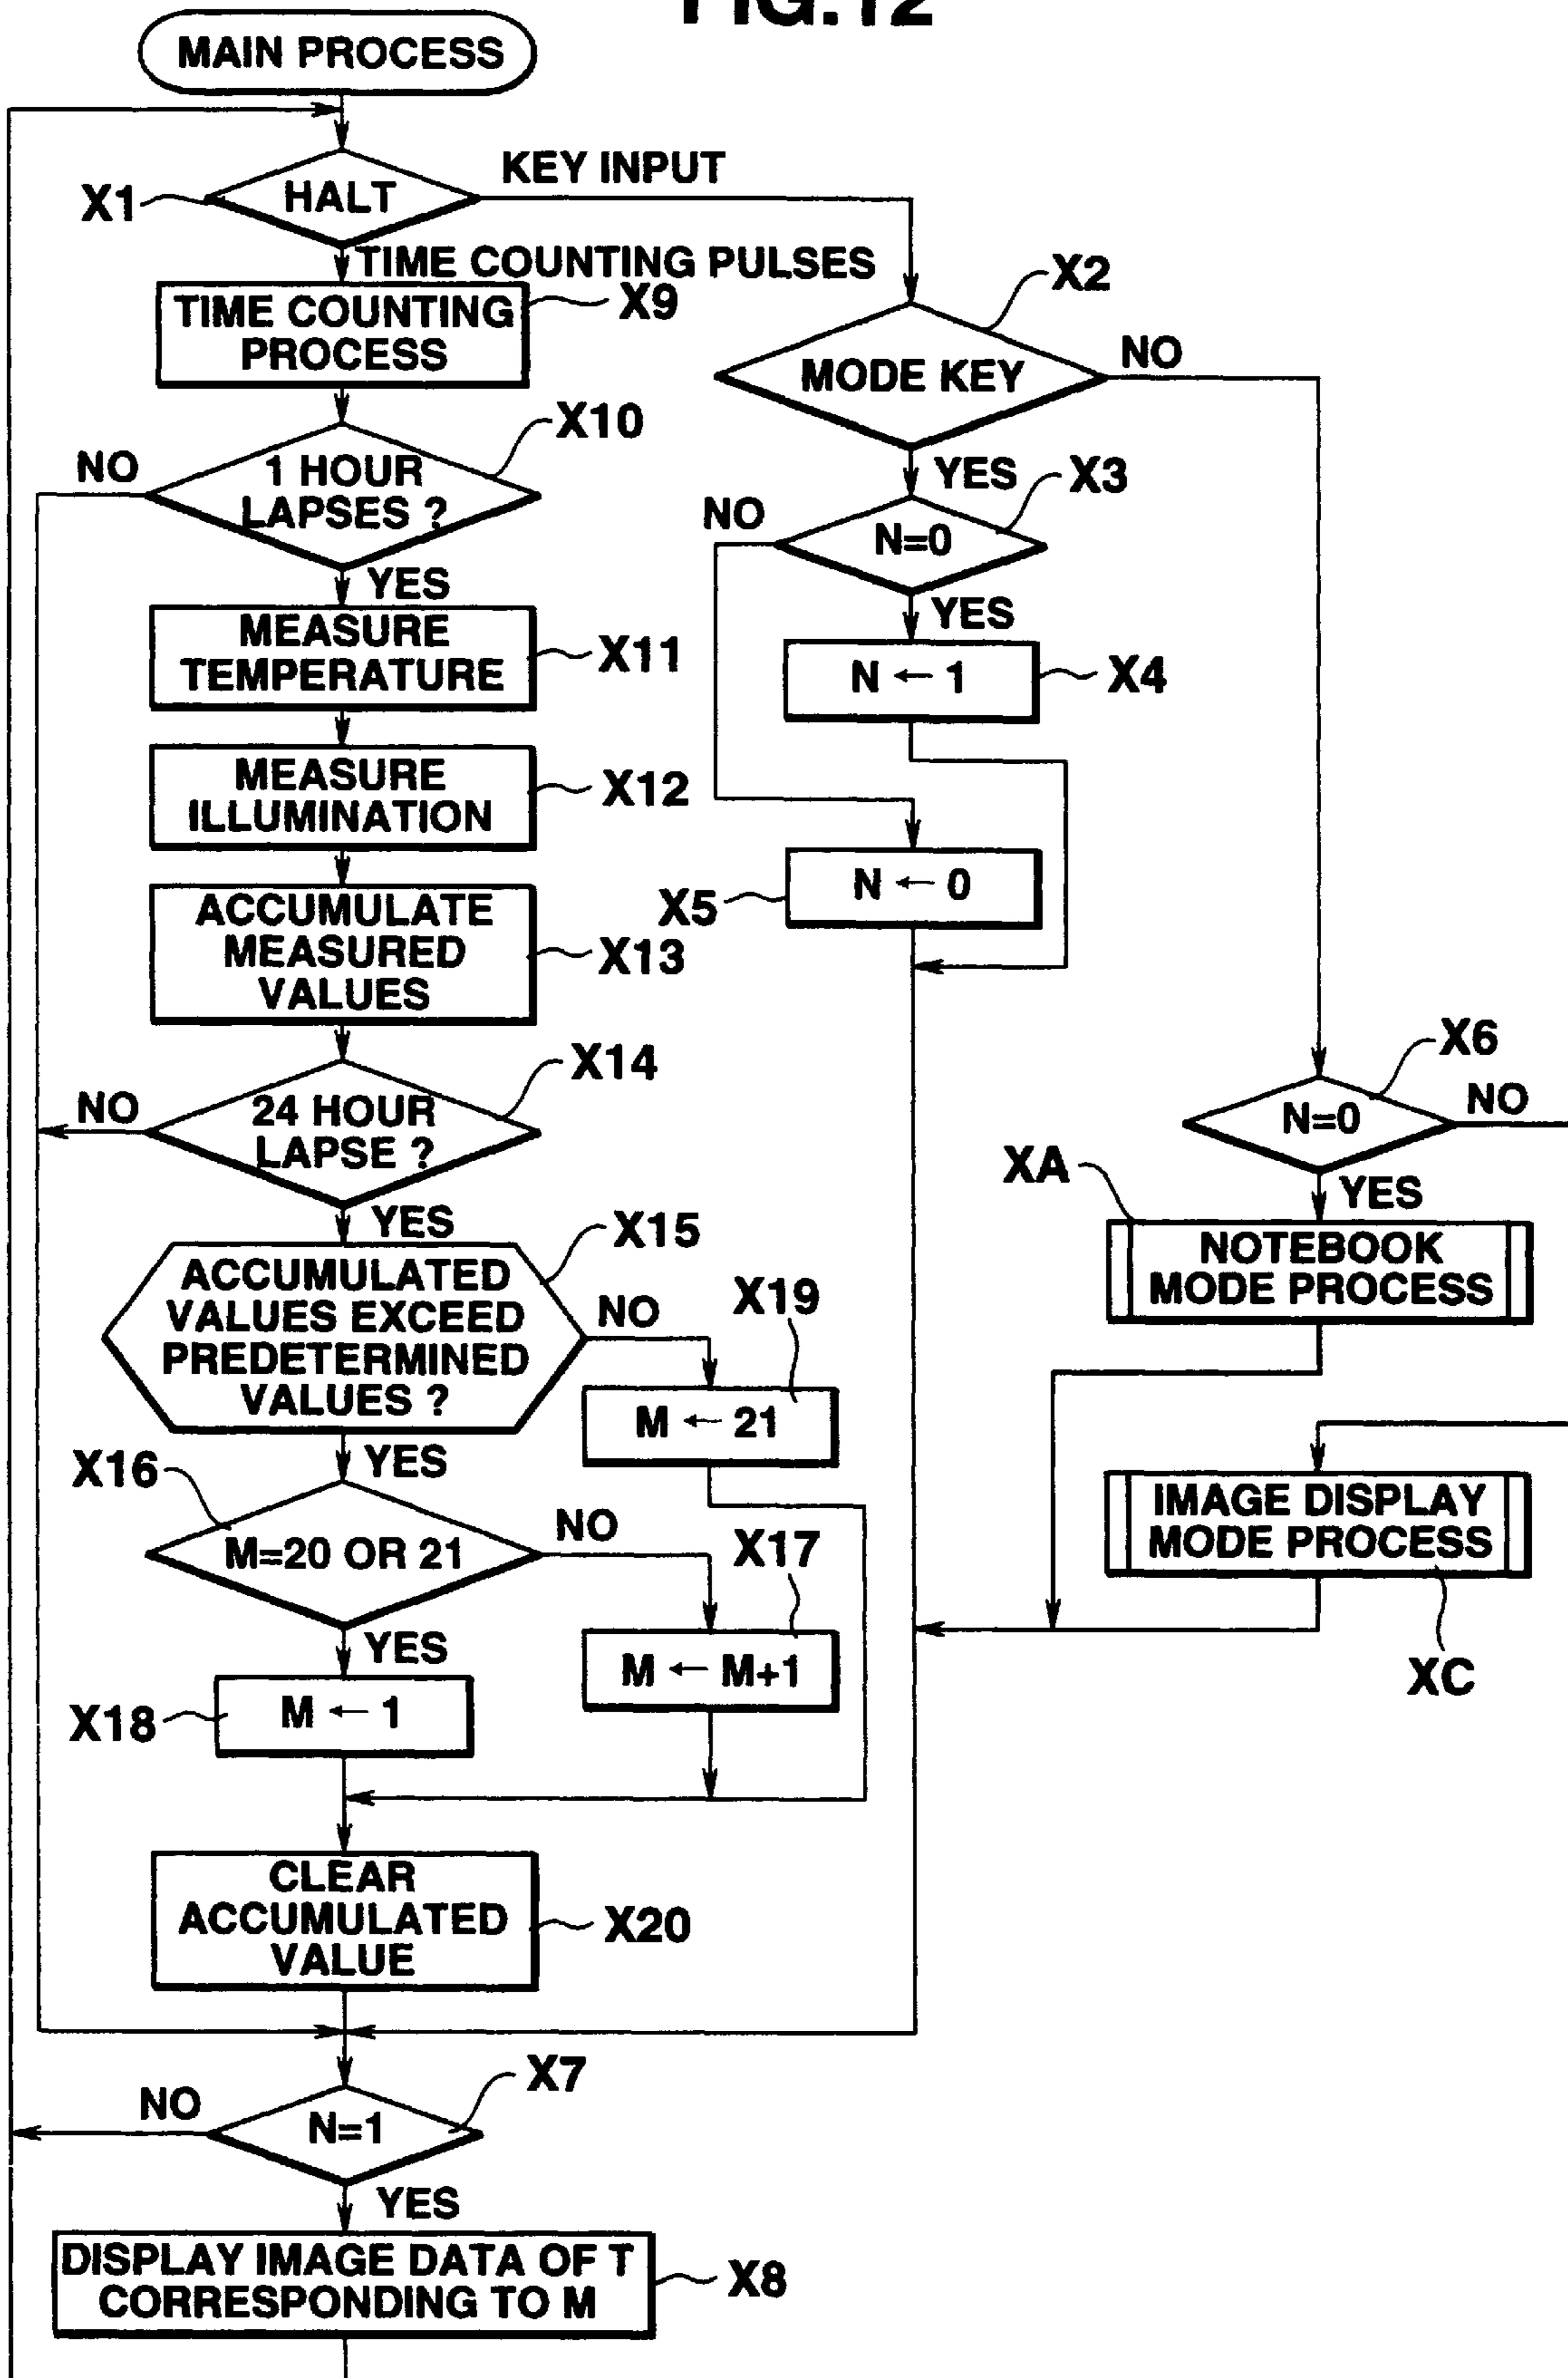 FIG.12
MAIN PROCESS
X1
HALT
KEY INPUT
TIME COUNTING PULSES
TIME COUNTING
PROCESS
X9
X2
MODE KEY
NO
X10
NO
1 HOUR
LAPSES ?
YES
YES
X3
NO
N=0
YES
MEASURE
TEMPERATURE
X11
N ← 1
X4
MEASURE
ILLUMINATION
X12
X5
N ← 0
ACCUMULATE
MEASURED
VALUES
X13
X14
NO
24 HOUR
LAPSE ?
YES
X6
N=0
NO
YES
XA
NOTEBOOK
MODE PROCESS
X15
ACCUMULATED
VALUES EXCEED
PREDETERMINED
VALUES ?
NO
X19
M ← 21
YES
X16
M=20 OR 21
NO
X17
M ← M+1
YES
IMAGE DISPLAY
MODE PROCESS
XC
X18
M ← 1
CLEAR
ACCUMULATED
VALUE
X20
X7
NO
N=1
YES
DISPLAY IMAGE DATA OF T
CORRESPONDING TO M
X8